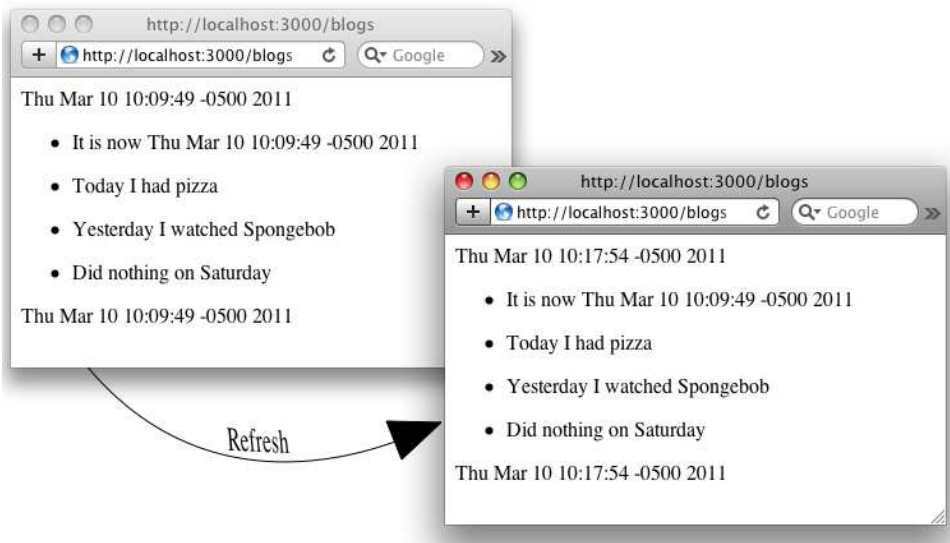 http://localhost:3000/blogs
+ http://localhost:3000/blogs Google
Thu Mar 10 10:09:49 -0500 2011
• It is now Thu Mar 10 10:09:49 -0500 2011
• Today I had pizza
• Yesterday I watched Spongebob
• Did nothing on Saturday
Thu Mar 10 10:09:49 -0500 2011
Refresh
http://localhost:3000/blogs
+ http://localhost:3000/blogs Google
Thu Mar 10 10:17:54 -0500 2011
• It is now Thu Mar 10 10:09:49 -0500 2011
• Today I had pizza
• Yesterday I watched Spongebob
• Did nothing on Saturday
Thu Mar 10 10:17:54 -0500 2011